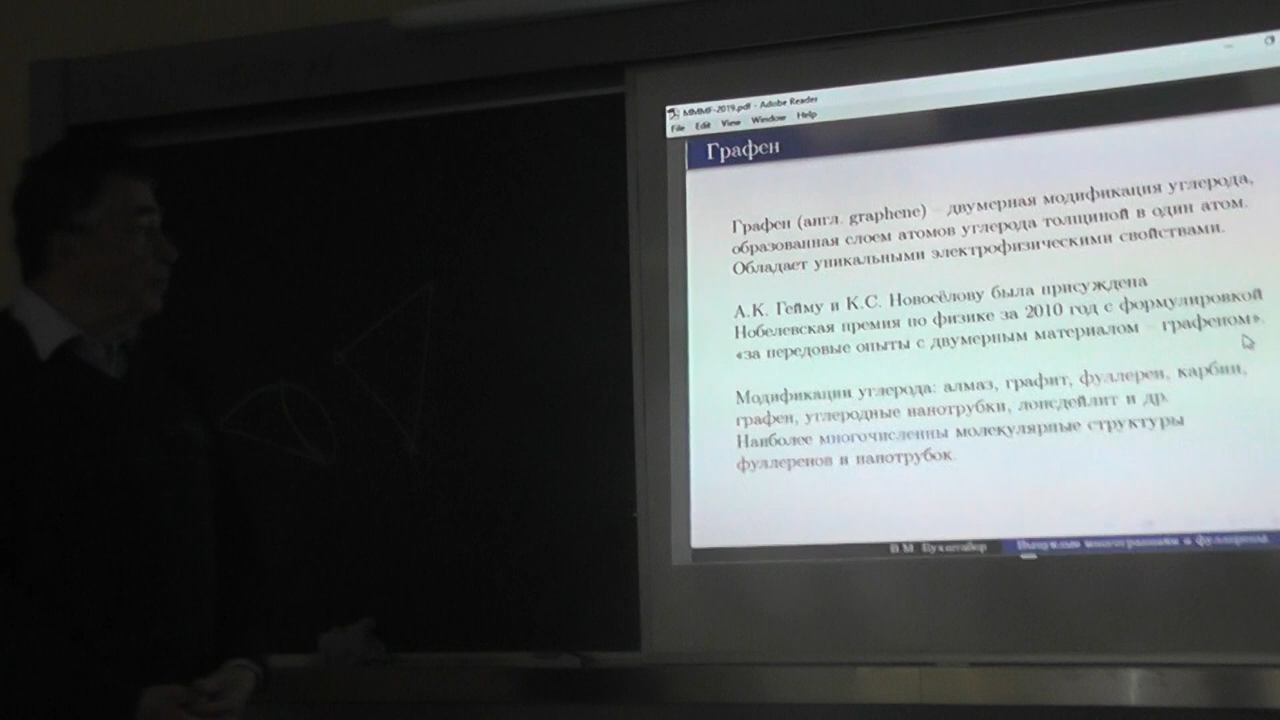 MMMF-2019.pdf - Adobe Reader
File Edit View Window Help
Графен
Графен (англ. graphene) – двумерная модификация углерода,
образованная слоем атомов углерода толщиной в один атом.
Обладает уникальными электрофизическими свойствами.
А.К. Гейму и К.С. Новосёлову была присуждена
Нобелевская премия по физике за 2010 год с формулировкой
«за передовые опыты с двумерным материалом – графеном».
Модификации углерода: алмаз, графит, фуллерен, карбин,
графен, углеродные нанотрубки, лонсдейлит и др.
Наиболее многочисленны молекулярные структуры
фуллеренов и нанотрубок.
В.М. Бухштабер Выпуклые многогранники и фуллерены